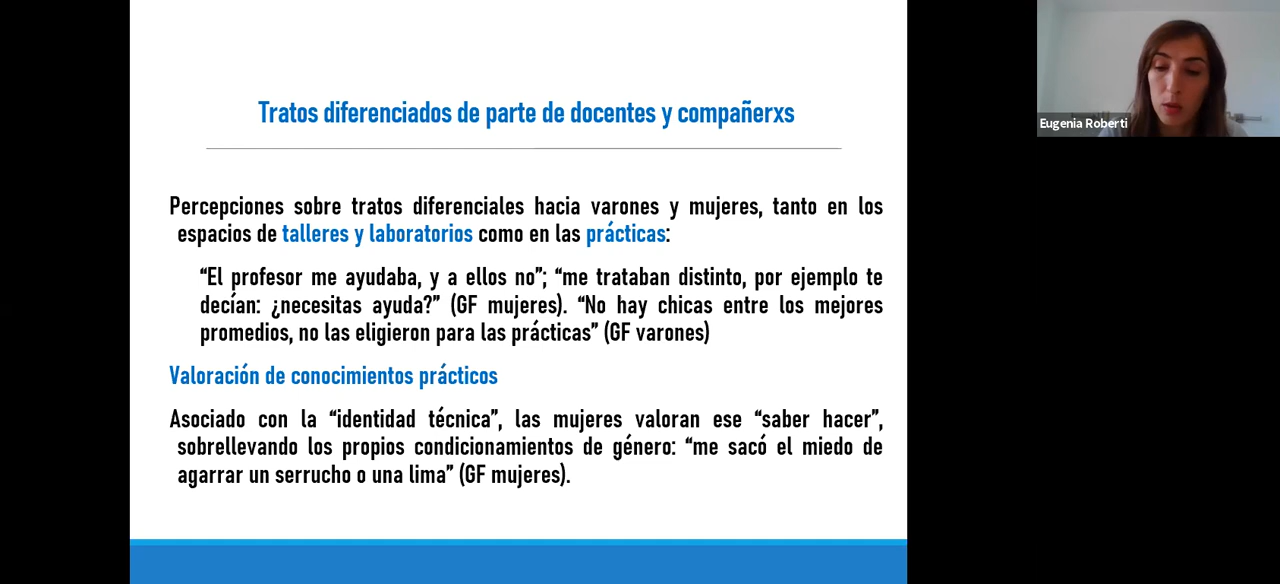 Tratos diferenciados de parte de docentes y compañerxs
Eugenia Roberti
Percepciones sobre tratos diferenciales hacia varones y mujeres, tanto en los
espacios de talleres y laboratorios como en las prácticas:
“El profesor me ayudaba, y a ellos no”; “me trataban distinto, por ejemplo te
decían: ¿necesitas ayuda?” (GF mujeres). “No hay chicas entre los mejores
promedios, no las eligieron para las prácticas” (GF varones)
Valoración de conocimientos prácticos
Asociado con la “identidad técnica”, las mujeres valoran ese “saber hacer”,
sobrellevando los propios condicionamientos de género: “me sacó el miedo de
agarrar un serrucho o una lima” (GF mujeres).